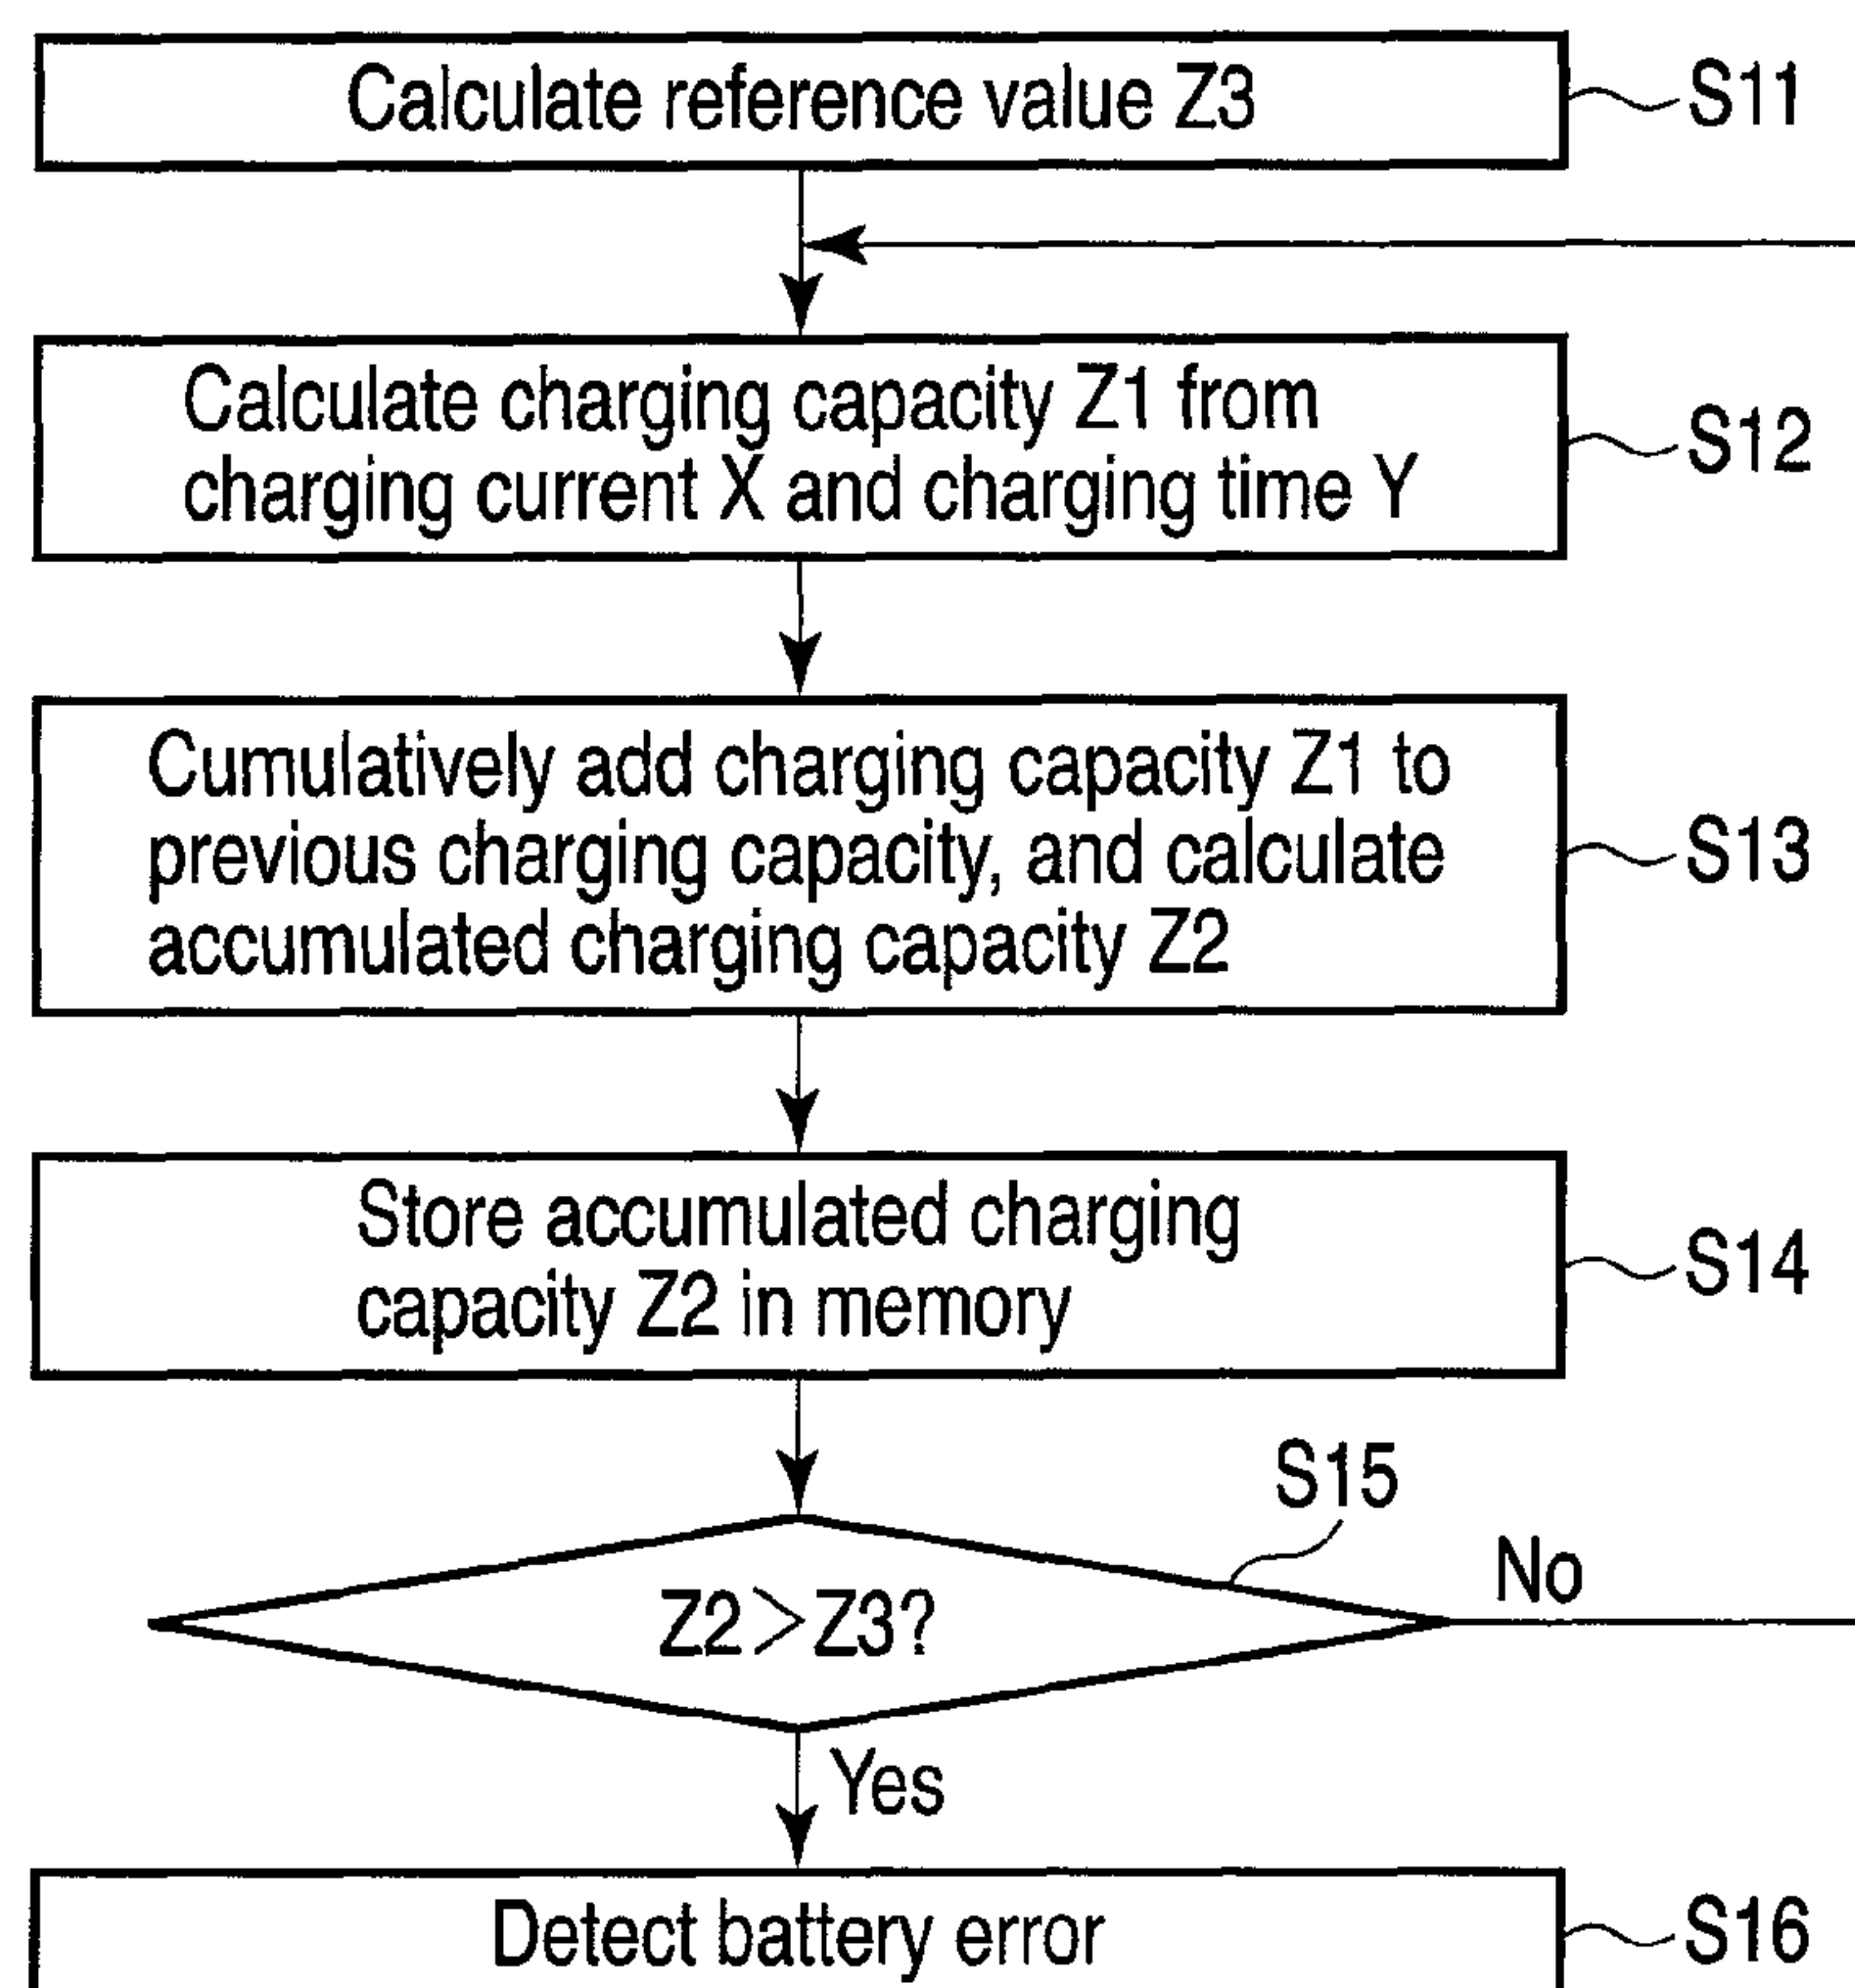 Calculate reference value Z3
S11
Calculate charging capacity Z1 from
charging current X and charging time Y
S12
Cumulatively add charging capacity Z1 to
previous charging capacity, and calculate
accumulated charging capacity Z2
S13
Store accumulated charging
capacity Z2 in memory
S14
S15
Z2>Z3?
No
Yes
Detect battery error
S16